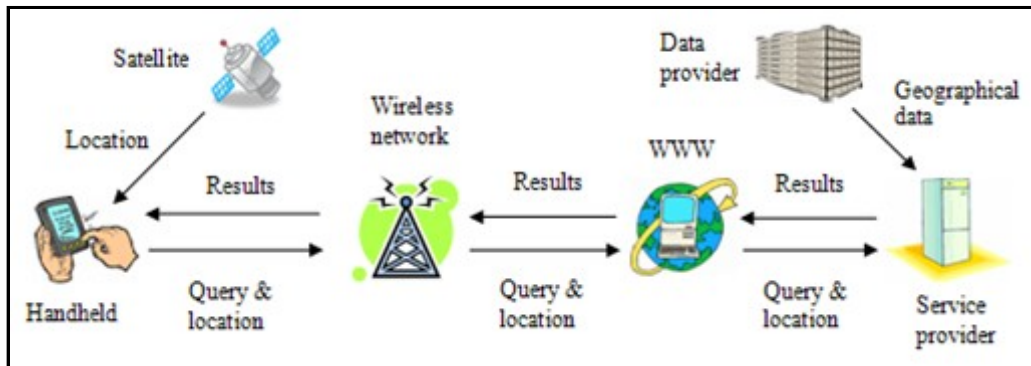 Satellite
Data
provider
Wireless
network
Geographical
data
Location
WWW
Results
Results
Results
Handheld
Query &
location
Query &
location
Query &
location
Service
provider